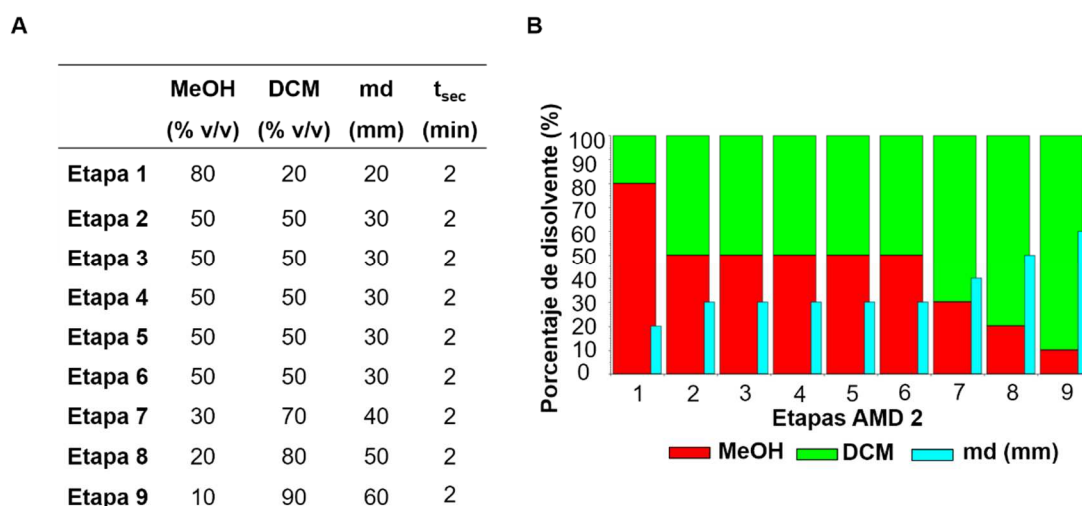 A
MeOH DCM md t_sec
(% v/v) (% v/v) (mm) (min)
Etapa 1 80 20 20 2
Etapa 2 50 50 30 2
Etapa 3 50 50 30 2
Etapa 4 50 50 30 2
Etapa 5 50 50 30 2
Etapa 6 50 50 30 2
Etapa 7 30 70 40 2
Etapa 8 20 80 50 2
Etapa 9 10 90 60 2
B
Porcentaje de disolvente (%)
100
90
80
70
60
50
40
30
20
10
0
1 2 3 4 5 6 7 8 9
Etapas AMD 2
MeOH DCM md (mm)